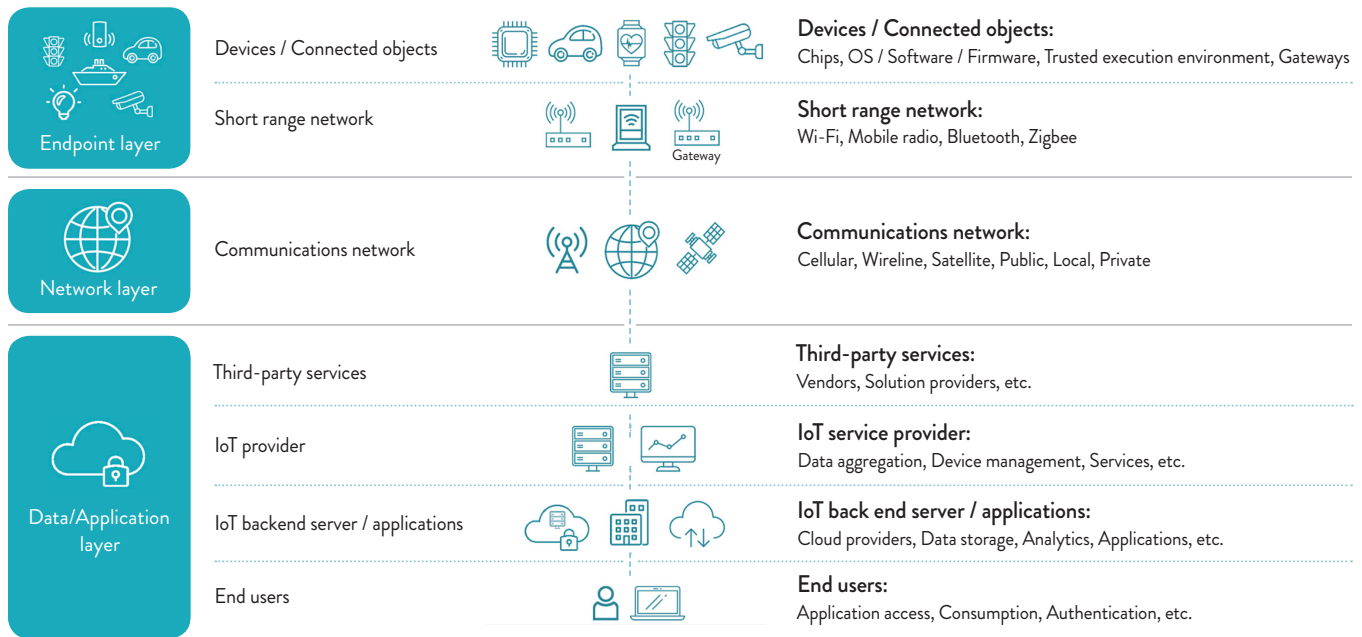 Endpoint layer
Devices / Connected objects
Devices / Connected objects:
Chips, OS / Software / Firmware, Trusted execution environment, Gateways
Short range network
Gateway
Short range network:
Wi-Fi, Mobile radio, Bluetooth, Zigbee
Network layer
Communications network
Communications network:
Cellular, Wireline, Satellite, Public, Local, Private
Data/Application
layer
Third-party services
Third-party services:
Vendors, Solution providers, etc.
IoT provider
IoT service provider:
Data aggregation, Device management, Services, etc.
IoT backend server / applications
IoT back end server / applications:
Cloud providers, Data storage, Analytics, Applications, etc.
End users
End users:
Application access, Consumption, Authentication, etc.